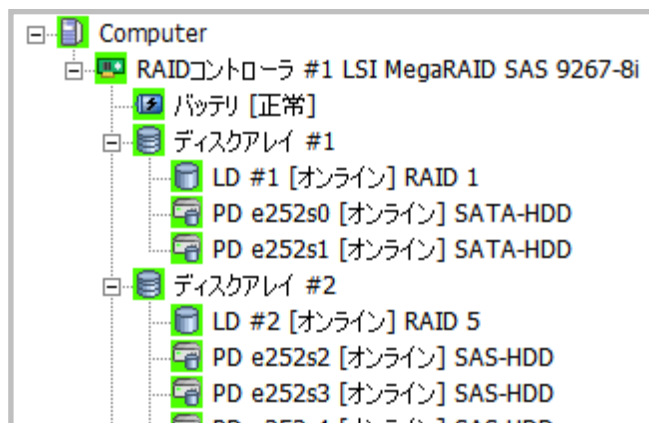 Computer
RAIDコントローラ #1 LSI MegaRAID SAS 9267-8i
バッテリ [正常]
ディスクアレイ #1
LD #1 [オンライン] RAID 1
PD e252s0 [オンライン] SATA-HDD
PD e252s1 [オンライン] SATA-HDD
ディスクアレイ #2
LD #2 [オンライン] RAID 5
PD e252s2 [オンライン] SAS-HDD
PD e252s3 [オンライン] SAS-HDD